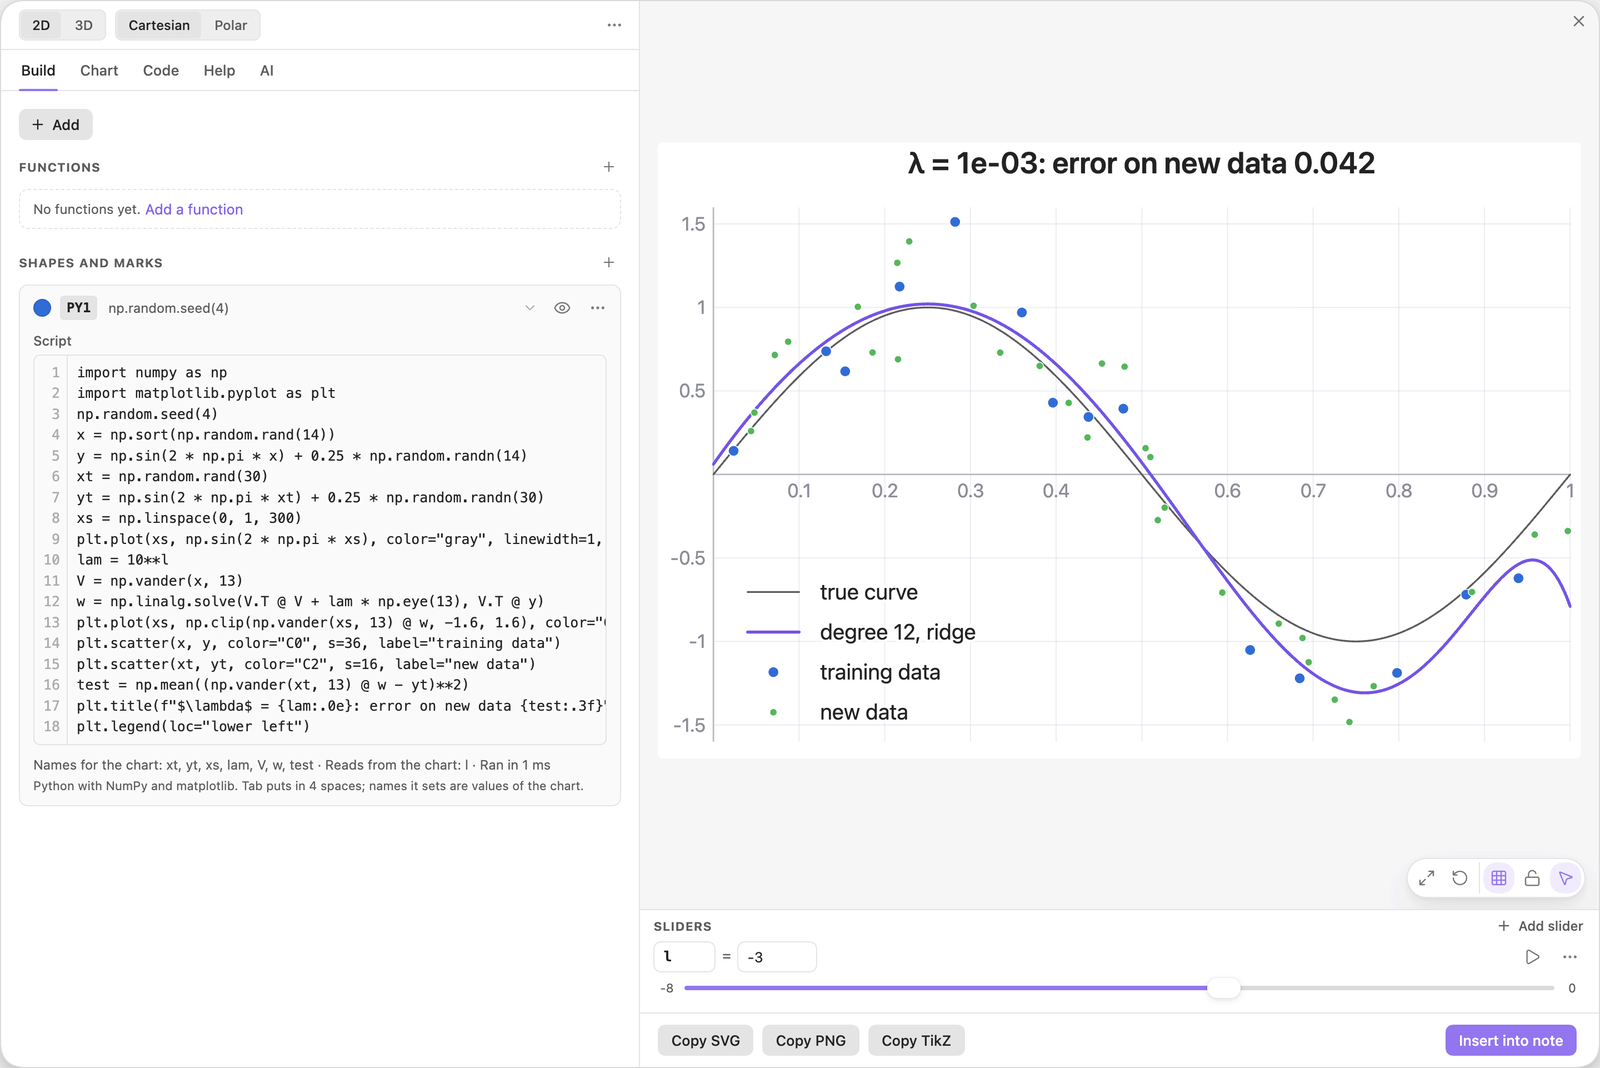 2D 3D Cartesian Polar
Build Chart Code Help AI
+ Add
FUNCTIONS
No functions yet. Add a function
SHAPES AND MARKS
PY1 np.random.seed(4)
Script
1 import numpy as np
2 import matplotlib.pyplot as plt
3 np.random.seed(4)
4 x = np.sort(np.random.rand(14))
5 y = np.sin(2 * np.pi * x) + 0.25 * np.random.randn(14)
6 xt = np.random.rand(30)
7 yt = np.sin(2 * np.pi * xt) + 0.25 * np.random.randn(30)
8 xs = np.linspace(0, 1, 300)
9 plt.plot(xs, np.sin(2 * np.pi * xs), color="gray", linewidth=1,
10 lam = 10**l
11 V = np.vander(x, 13)
12 w = np.linalg.solve(V.T @ V + lam * np.eye(13), V.T @ y)
13 plt.plot(xs, np.clip(np.vander(xs, 13) @ w, -1.6, 1.6), color="
14 plt.scatter(x, y, color="C0", s=36, label="training data")
15 plt.scatter(xt, yt, color="C2", s=16, label="new data")
16 test = np.mean((np.vander(xt, 13) @ w - yt)**2)
17 plt.title(f"$\lambda$ = {lam:.0e}: error on new data {test:.3f}"
18 plt.legend(loc="lower left")
Names for the chart: xt, yt, xs, lam, V, w, test · Reads from the chart: l · Ran in 1 ms
Python with NumPy and matplotlib. Tab puts in 4 spaces; names it sets are values of the chart.
λ = 1e-03: error on new data 0.042
1.5
1
0.5
0.1 0.2 0.3 0.4 0.6 0.7 0.8 0.9 1
-0.5
-1
-1.5
true curve
degree 12, ridge
training data
new data
SLIDERS
+ Add slider
l = -3
-8 0
Copy SVG Copy PNG Copy TikZ Insert into note